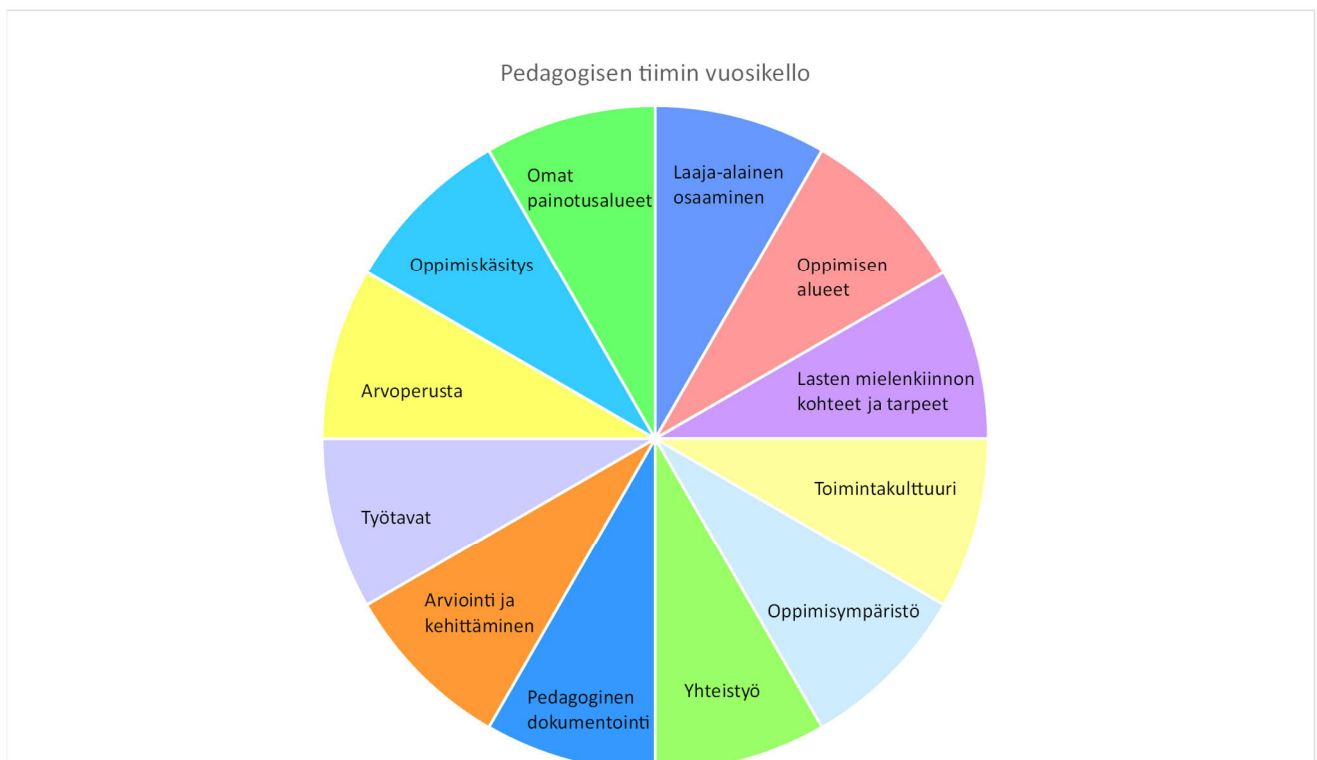 Pedagogisen tiimin vuosikello
Laaja-alainen
osaaminen
Oppimisen
alueet
Lasten mielenkiinnon
kohteet ja tarpeet
Toimintakulttuuri
Oppimisympäristö
Yhteistyö
Pedagoginen
dokumentointi
Arviointi ja
kehittäminen
Työtavat
Arvoperusta
Oppimiskäsitys
Omat
painotusalueet